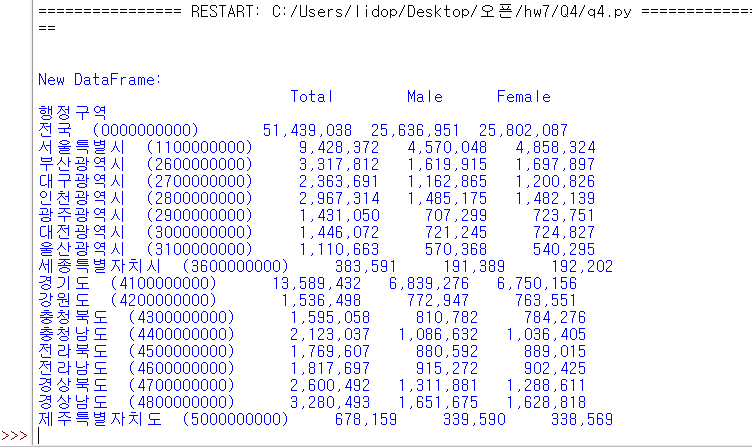 ================ RESTART: C:/Users/lidop/Desktop/오픈/hw7/Q4/q4.py =============
==
New DataFrame:
Total Male Female
행정구역
전국 (0000000000) 51,439,038 25,636,951 25,802,087
서울특별시 (1100000000) 9,428,372 4,570,048 4,858,324
부산광역시 (2600000000) 3,317,812 1,619,915 1,697,897
대구광역시 (2700000000) 2,363,691 1,162,865 1,200,826
인천광역시 (2800000000) 2,967,314 1,485,175 1,482,139
광주광역시 (2900000000) 1,431,050 707,299 723,751
대전광역시 (3000000000) 1,446,072 721,245 724,827
울산광역시 (3100000000) 1,110,663 570,368 540,295
세종특별자치시 (3600000000) 383,591 191,389 192,202
경기도 (4100000000) 13,589,432 6,839,276 6,750,156
강원도 (4200000000) 1,536,498 772,947 763,551
충청북도 (4300000000) 1,595,058 810,782 784,276
충청남도 (4400000000) 2,123,037 1,086,632 1,036,405
전라북도 (4500000000) 1,769,607 880,592 889,015
전라남도 (4600000000) 1,817,697 915,272 902,425
경상북도 (4700000000) 2,600,492 1,311,881 1,288,611
경상남도 (4800000000) 3,280,493 1,651,675 1,628,818
제주특별자치도 (5000000000) 678,159 339,590 338,569
>>>